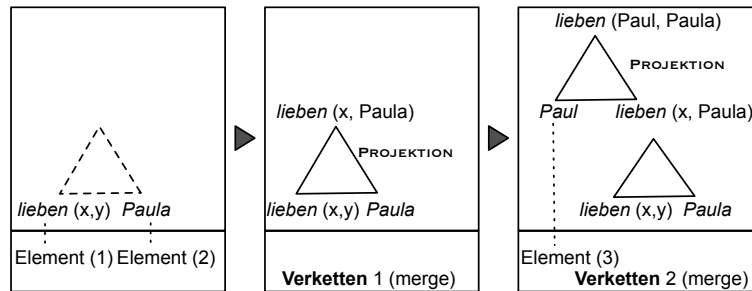 lieben (x,y) Paula
Element (1) Element (2)
lieben (x, Paula)
PROJEKTION
lieben (x,y) Paula
Verketten 1 (merge)
lieben (Paul, Paula)
PROJEKTION
Paul lieben (x, Paula)
lieben (x,y) Paula
Element (3)
Verketten 2 (merge)